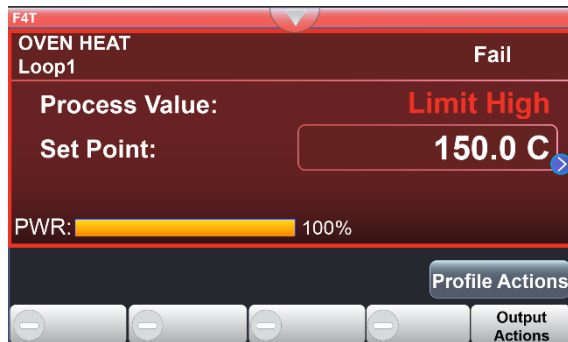 F4T
OVEN HEAT
Loop1
Fail
Process Value: Limit High
Set Point: 150.0 C
PWR: 100%
Profile Actions
Output
Actions